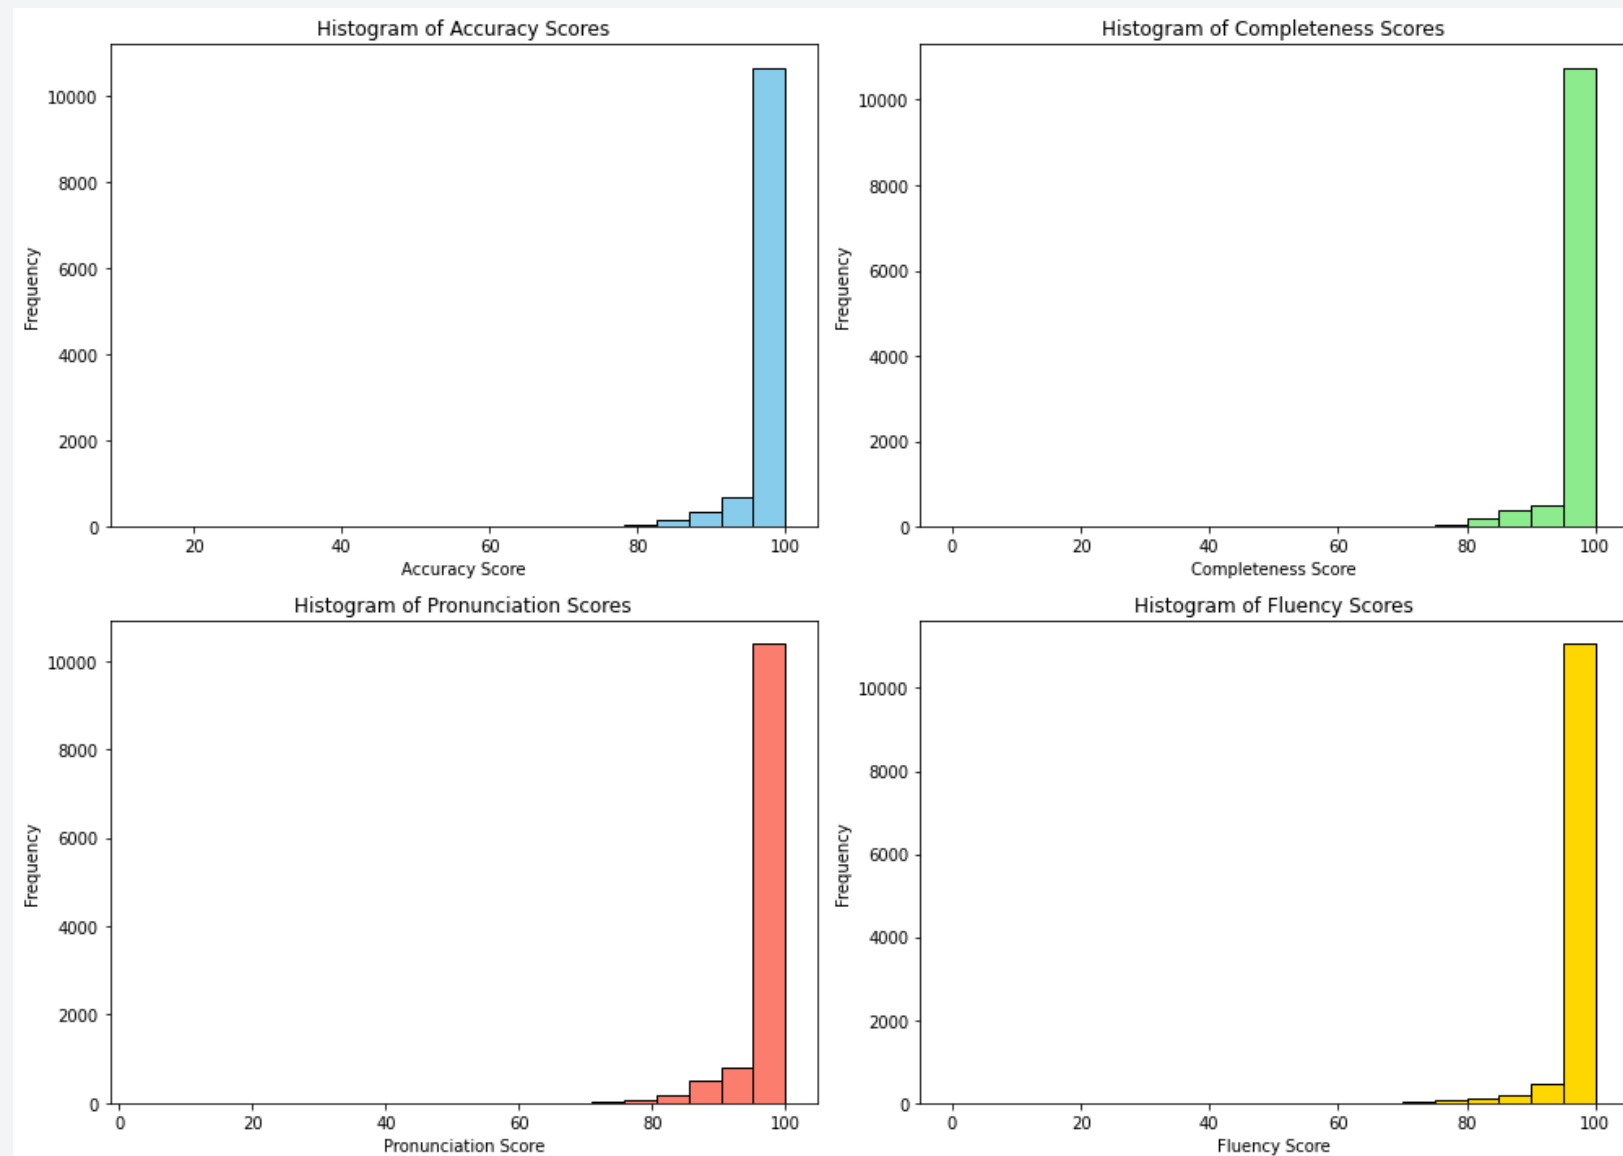 Histogram of Accuracy Scores
10000
8000
6000
4000
2000
0
Frequency
20 40 60 80 100
Accuracy Score
Histogram of Completeness Scores
10000
8000
6000
4000
2000
0
Frequency
0 20 40 60 80 100
Completeness Score
Histogram of Pronunciation Scores
10000
8000
6000
4000
2000
0
Frequency
0 20 40 60 80 100
Pronunciation Score
Histogram of Fluency Scores
10000
8000
6000
4000
2000
0
Frequency
0 20 40 60 80 100
Fluency Score